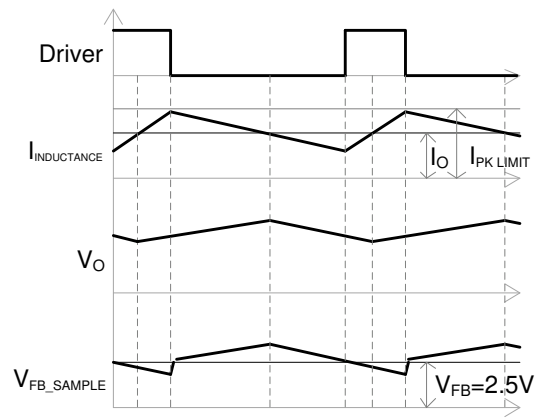 Driver
I_INDUCTANCE
I_O
I_PK LIMIT
V_O
V_FB_SAMPLE
V_FB=2.5V